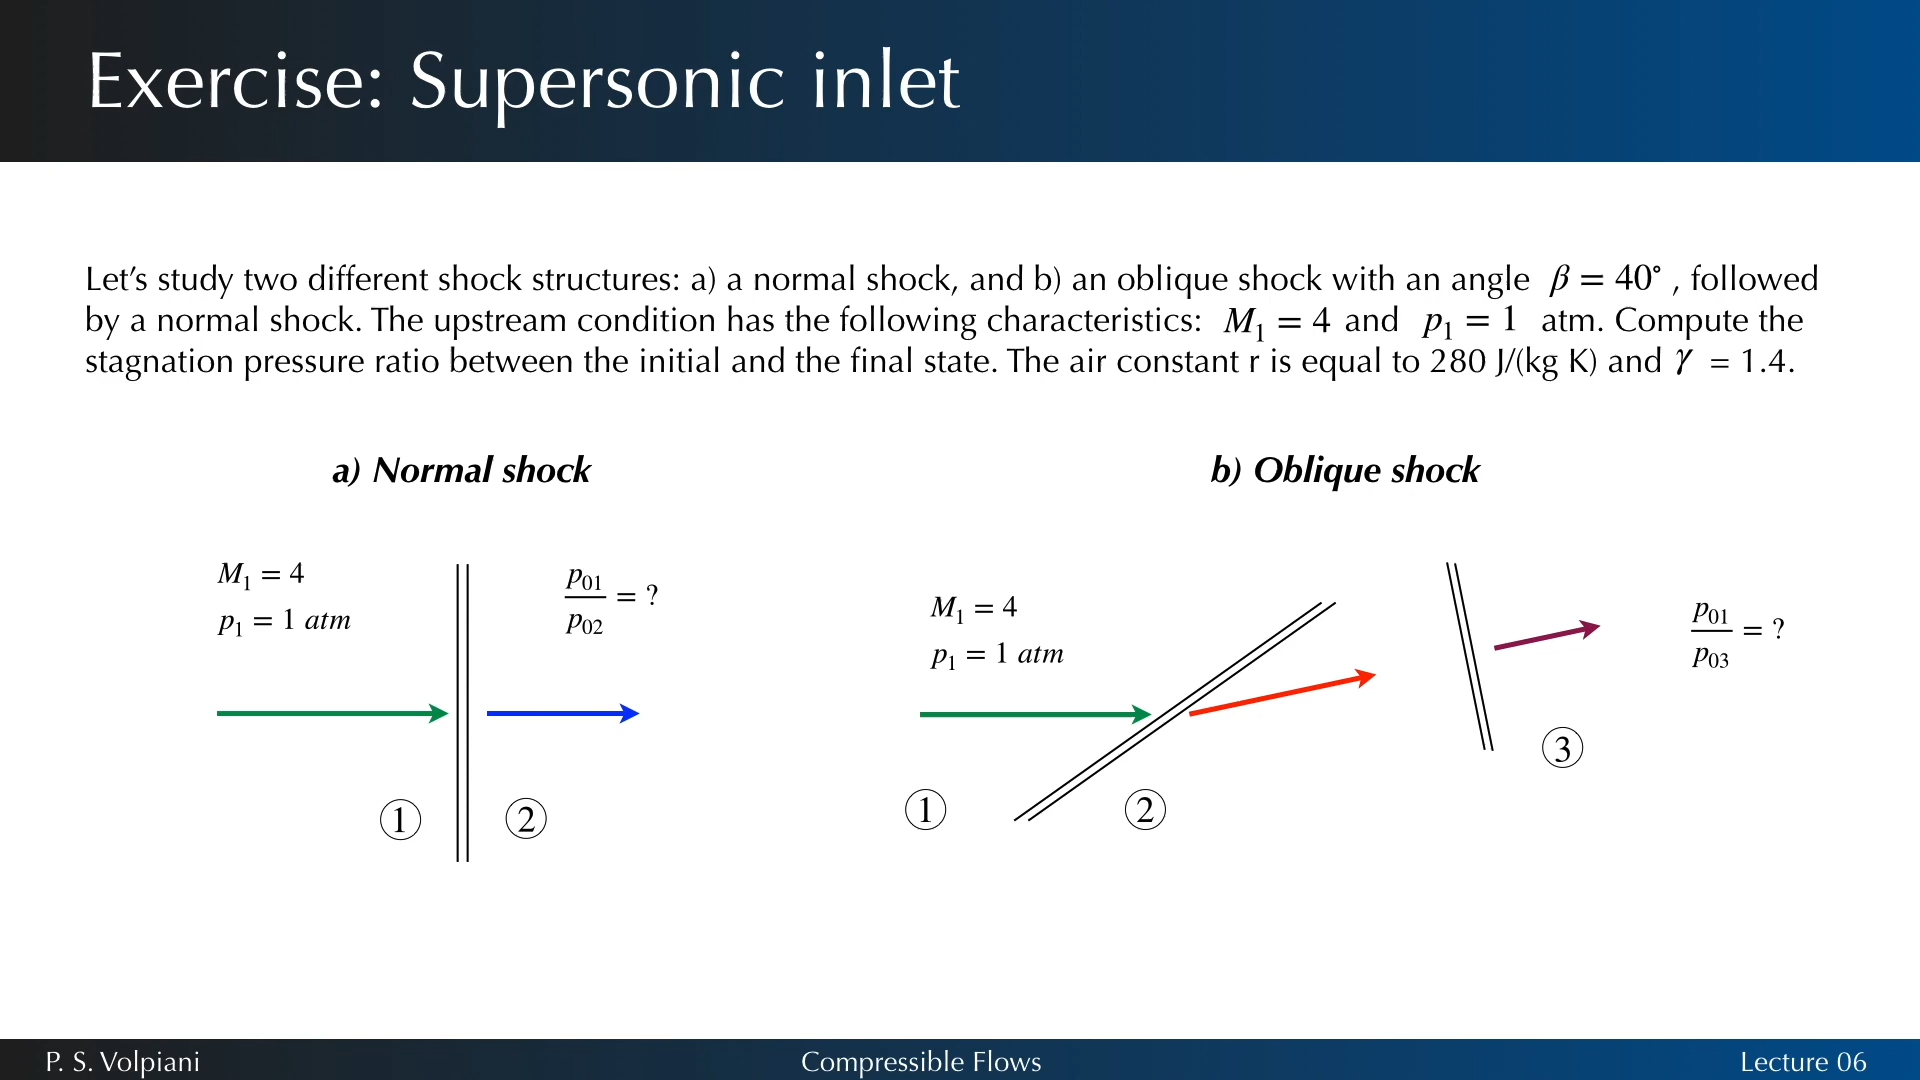 Exercise: Supersonic inlet
Let’s study two different shock structures: a) a normal shock, and b) an oblique shock with an angle β = 40° , followed
by a normal shock. The upstream condition has the following characteristics: M₁ = 4 and p₁ = 1 atm. Compute the
stagnation pressure ratio between the initial and the final state. The air constant r is equal to 280 J/(kg K) and γ = 1.4.
a) Normal shock
M₁ = 4
p₁ = 1 atm
p₀₁
p₀₂ = ?
① ②
b) Oblique shock
M₁ = 4
p₁ = 1 atm
p₀₁
p₀₃ = ?
① ② ③
P. S. Volpiani
Compressible Flows
Lecture 06